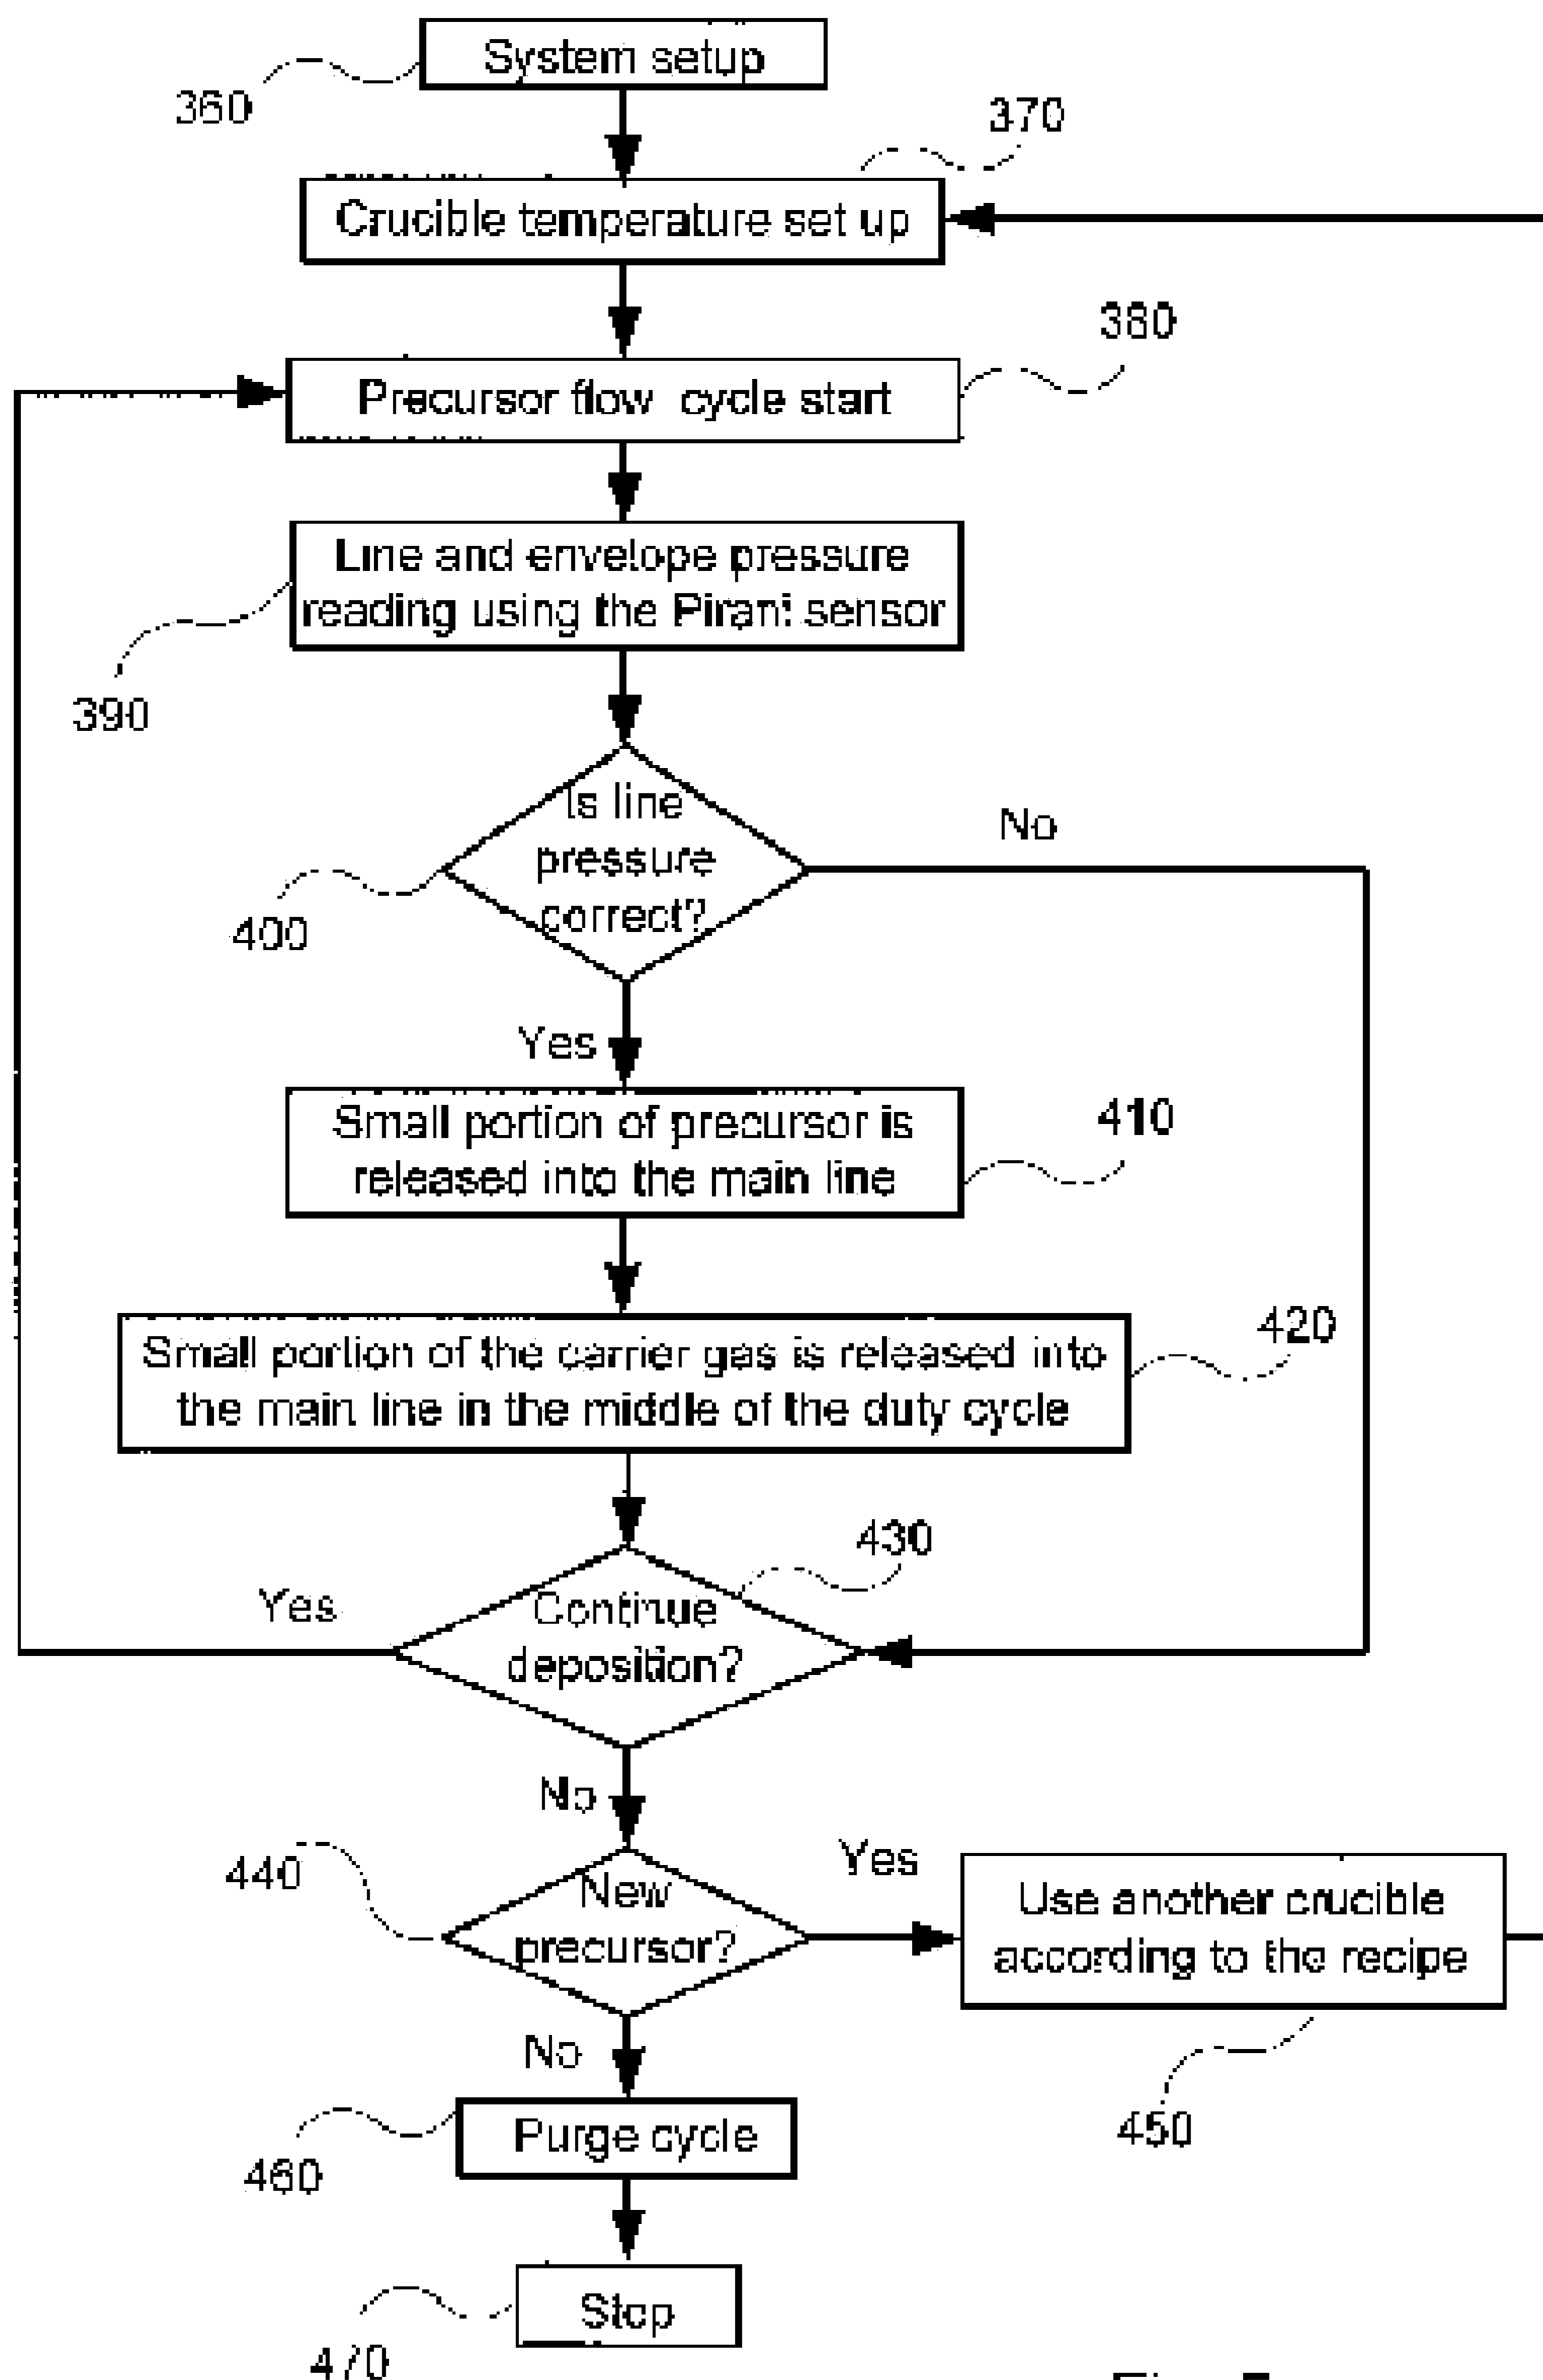 System setup
360
370
Crucible temperature set up
380
Precursor flow cycle start
Line and envelope pressure
reading using the Pirani sensor
390
Is line
pressure
correct?
No
400
Yes
Small portion of precursor is
released into the main line
410
420
Small portion of the carrier gas is released into
the main line in the middle of the duty cycle
430
Yes
Continue
deposition?
No
440
New
precursor?
Yes
Use another crucible
according to the recipe
No
450
Purge cycle
460
Stop
470